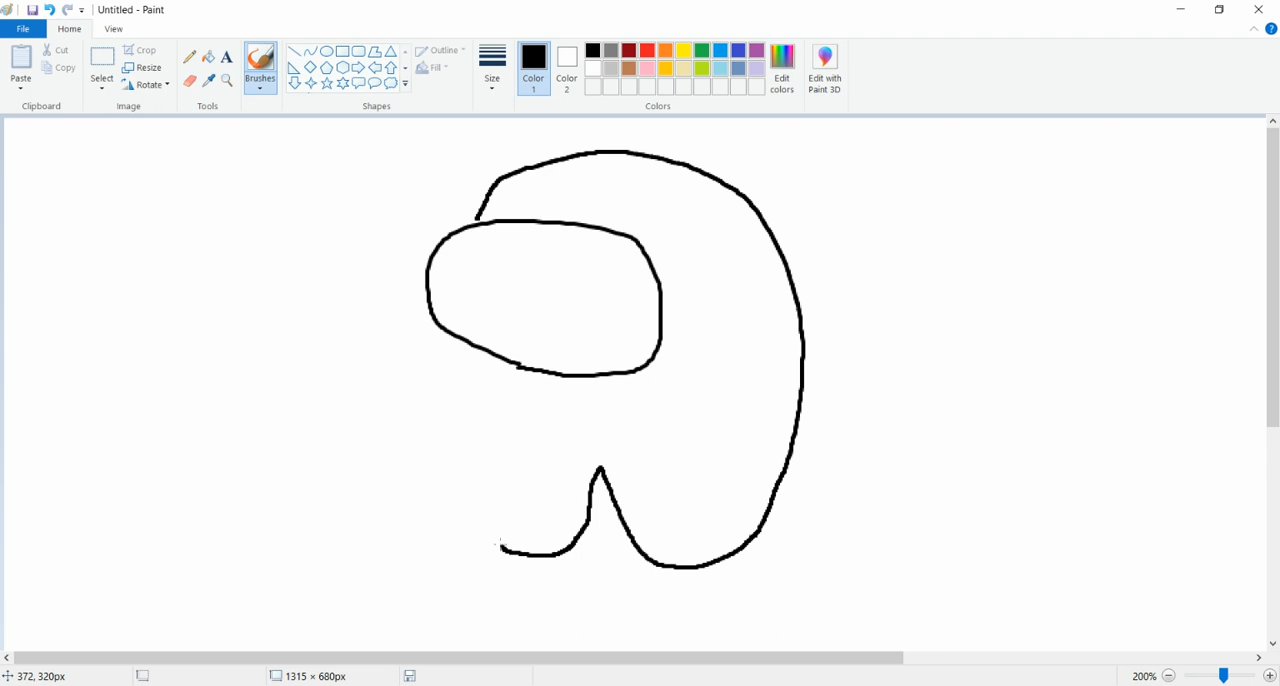 Untitled - Paint
File Home View
Paste
Cut
Copy
Clipboard
Select
Crop
Resize
Rotate
Image
A
Tools
Brushes
Outline
Fill
Shapes
Size
Color
1
Color
2
Edit
colors
Colors
Edit with
Paint 3D
372, 320px
1315 × 680px
200%